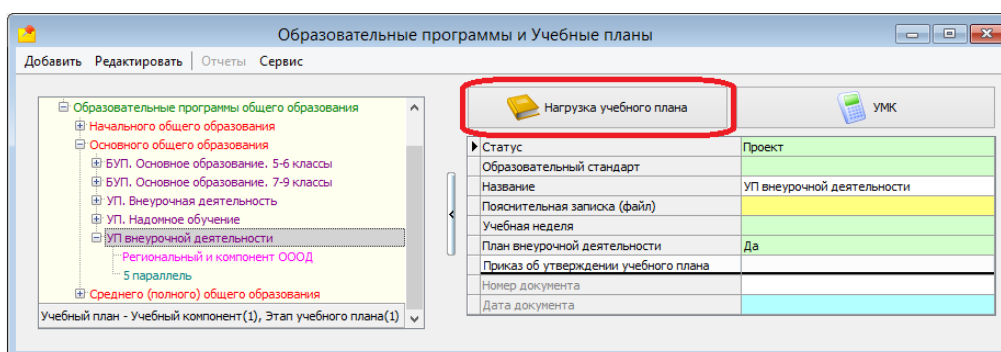 Образовательные программы и Учебные планы
Добавить Редактировать Отчеты Сервис
Образовательные программы общего образования
Начального общего образования
Основного общего образования
БУП. Основное образование. 5-6 классы
БУП. Основное образование. 7-9 классы
УП. Внеурочная деятельность
УП. Надомное обучение
УП внеурочной деятельности
Региональный и компонент ОООД
5 параллель
Среднего (полного) общего образования
Учебный план - Учебный компонент(1), Этап учебного плана(1)
Нагрузка учебного плана
УМК
Статус Проект
Образовательный стандарт
Название УП внеурочной деятельности
Пояснительная записка (файл)
Учебная неделя
План внеурочной деятельности Да
Приказ об утверждении учебного плана
Номер документа
Дата документа